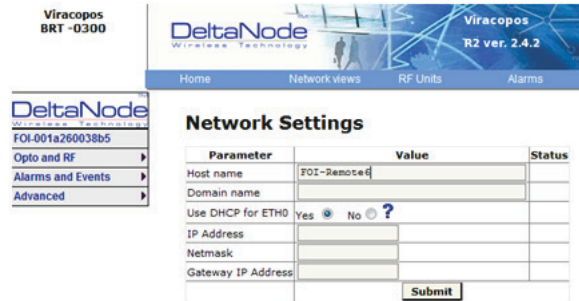 Viracopos
BRT -0300
DeltaNode
Wireless Technology
Viracopos
R2 ver. 2.4.2
Home Network views RF Units Alarms
DeltaNode
Wireless Technology
FOI-001a260038b5
Opto and RF
Alarms and Events
Advanced
Network Settings
Parameter Value Status
Host name FOI-Remote6
Domain name
Use DHCP for ETH0 Yes No ?
IP Address
Netmask
Gateway IP Address
Submit